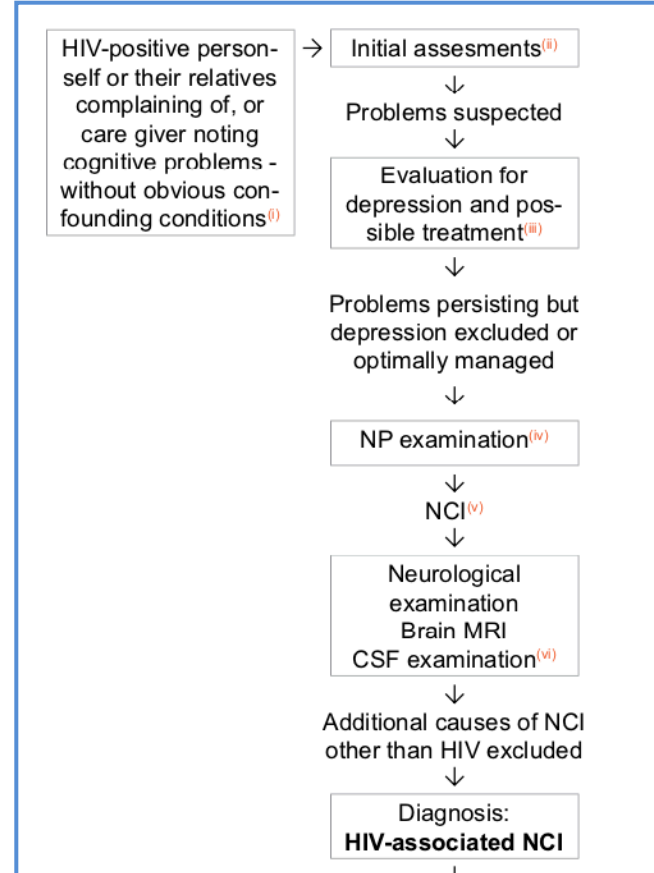 HIV-positive person-
self or their relatives
complaining of, or
care giver noting
cognitive problems -
without obvious con-
founding conditions(i)
→
Initial assesments(ii)
↓
Problems suspected
↓
Evaluation for
depression and pos-
sible treatment(iii)
↓
Problems persisting but
depression excluded or
optimally managed
↓
NP examination(iv)
↓
NCI(v)
↓
Neurological
examination
Brain MRI
CSF examination(vi)
↓
Additional causes of NCI
other than HIV excluded
↓
Diagnosis:
HIV-associated NCI